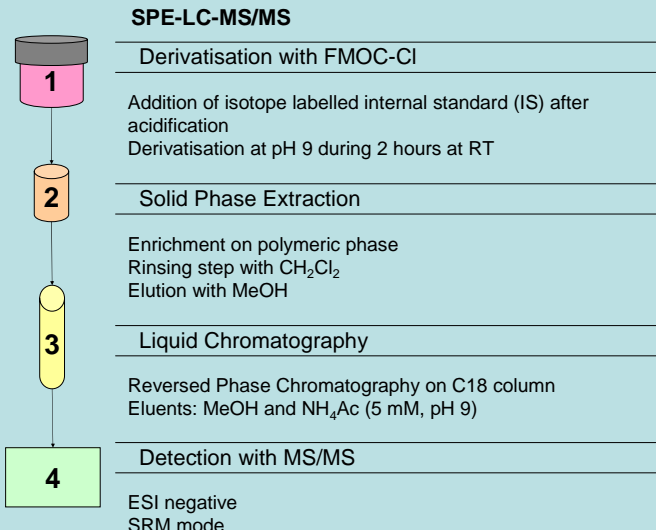 SPE-LC-MS/MS
Derivatisation with FMOC-Cl
1
Addition of isotope labelled internal standard (IS) after
acidification
Derivatisation at pH 9 during 2 hours at RT
2
Solid Phase Extraction
Enrichment on polymeric phase
Rinsing step with CH₂Cl₂
Elution with MeOH
3
Liquid Chromatography
Reversed Phase Chromatography on C18 column
Eluents: MeOH and NH₄Ac (5 mM, pH 9)
4
Detection with MS/MS
ESI negative
SRM mode